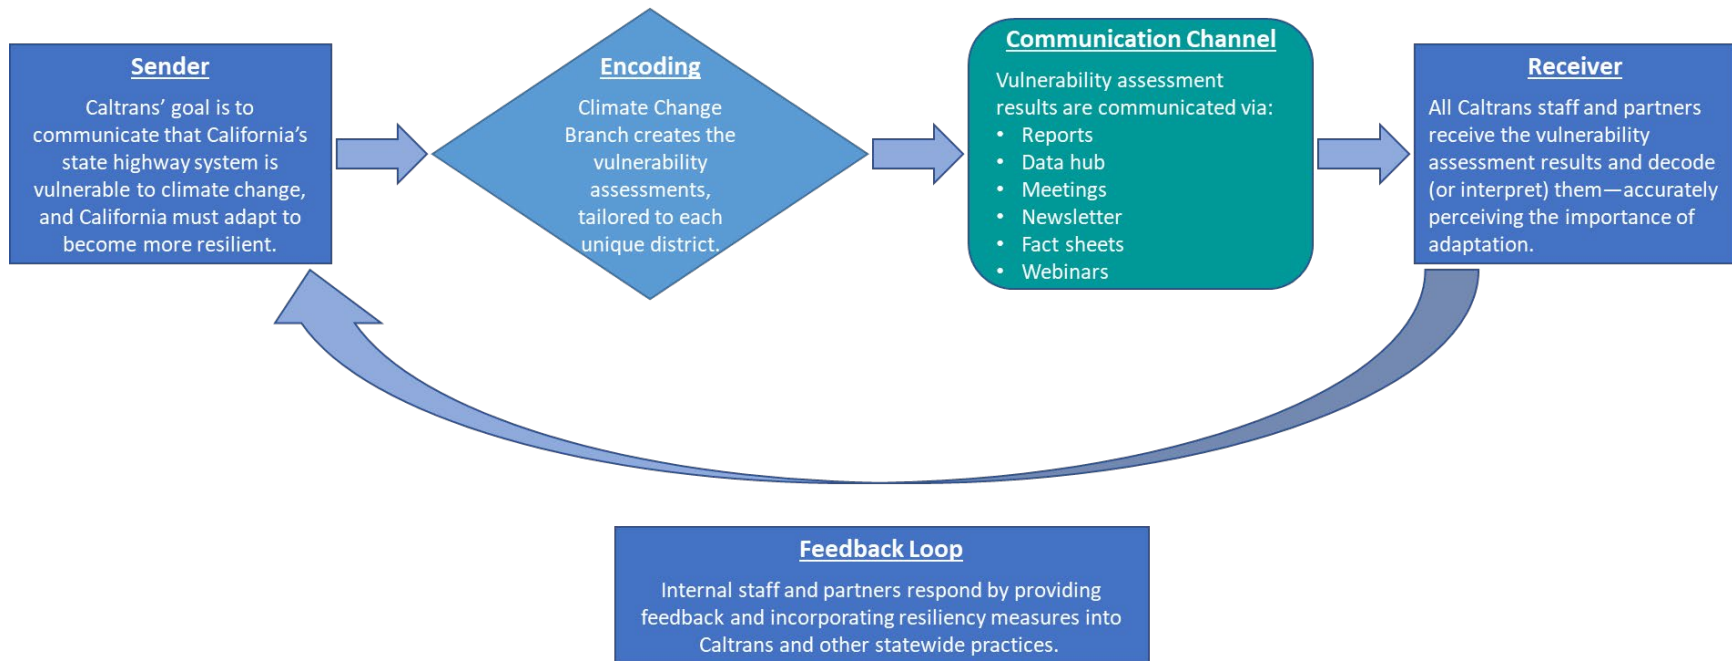 Sender
Caltrans’ goal is to
communicate that California’s
state highway system is
vulnerable to climate change,
and California must adapt to
become more resilient.
Encoding
Climate Change
Branch creates the
vulnerability
assessments,
tailored to each
unique district.
Communication Channel
Vulnerability assessment
results are communicated via:
• Reports
• Data hub
• Meetings
• Newsletter
• Fact sheets
• Webinars
Receiver
All Caltrans staff and partners
receive the vulnerability
assessment results and decode
(or interpret) them—accurately
perceiving the importance of
adaptation.
Feedback Loop
Internal staff and partners respond by providing
feedback and incorporating resiliency measures into
Caltrans and other statewide practices.